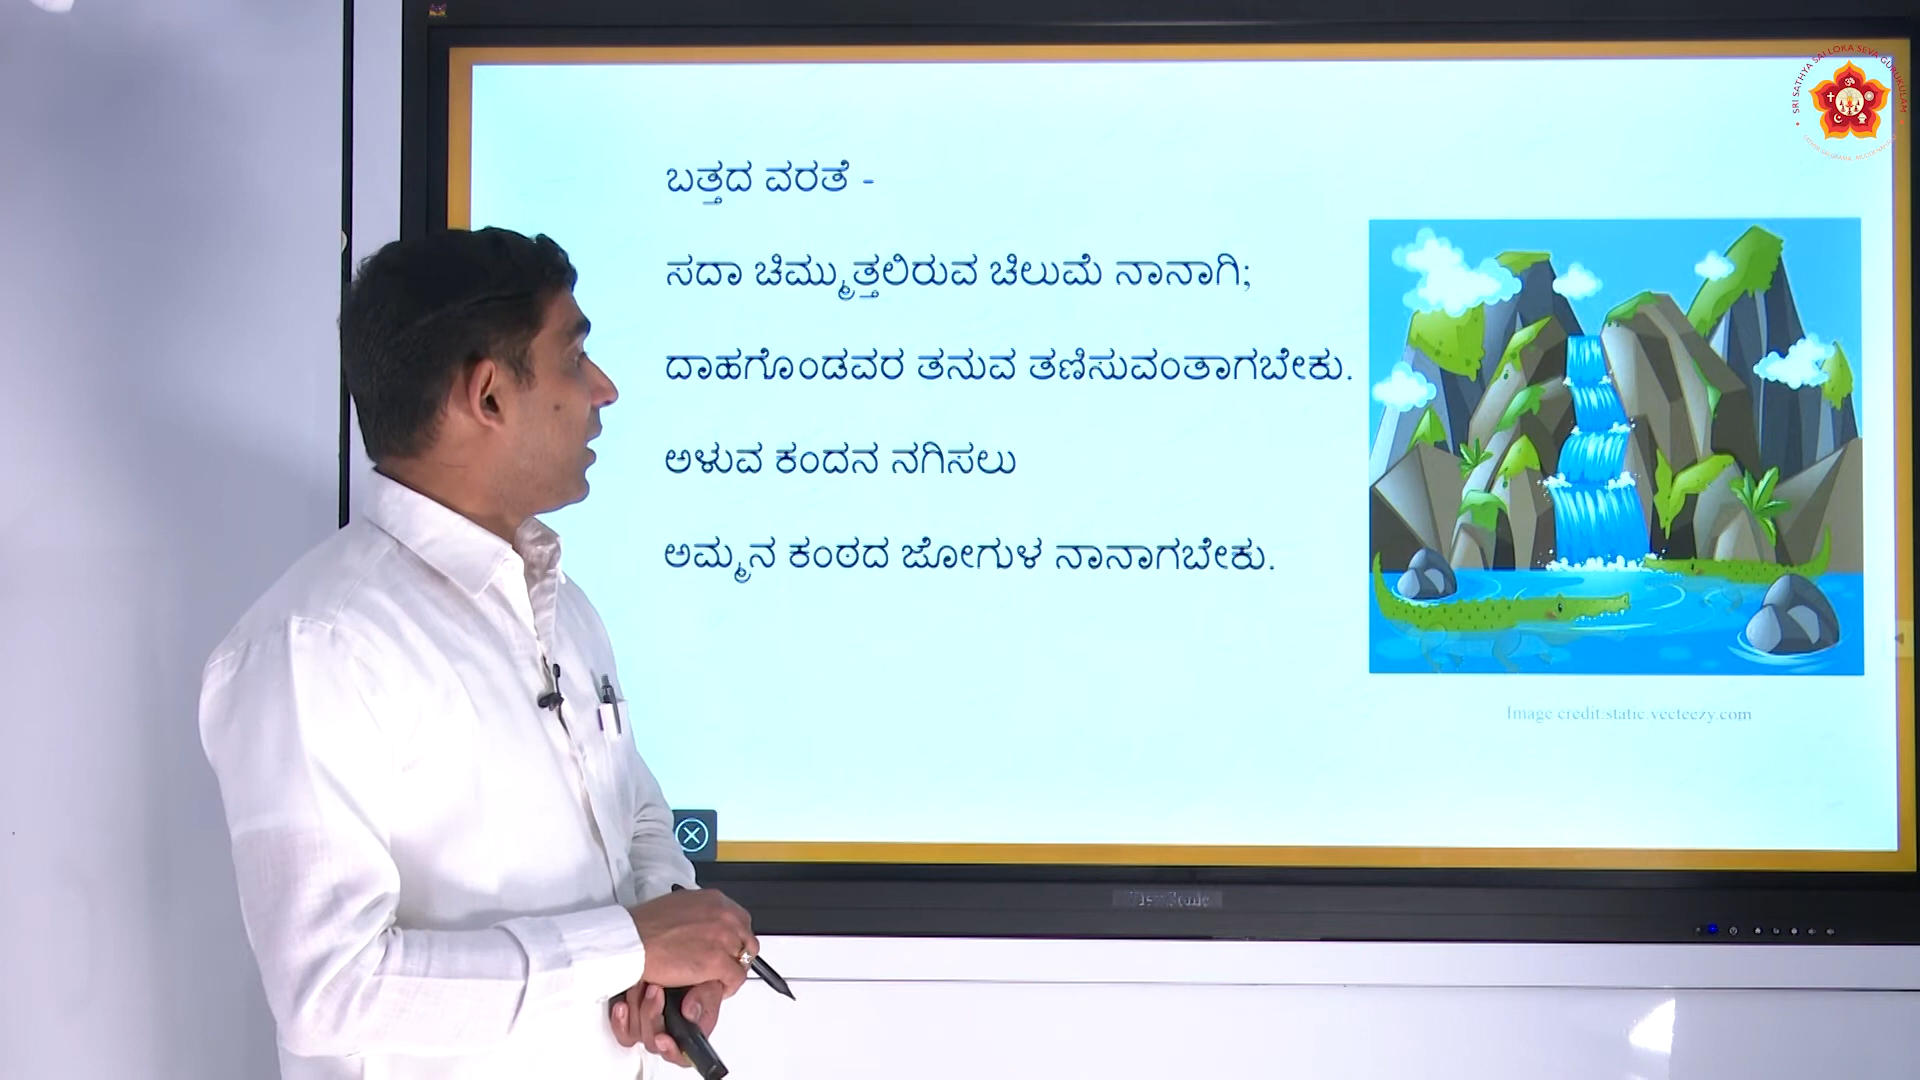 ಬತ್ತದ ವರತೆ -
ಸದಾ ಚಿಮ್ಮುತ್ತಲಿರುವ ಚಿಲುಮೆ ನಾನಾಗಿ;
ದಾಹಗೊಂಡವರ ತನುವ ತಣಿಸುವಂತಾಗಬೇಕು.
ಅಳುವ ಕಂದನ ನಗಿಸಲು
ಅಮ್ಮನ ಕಂಠದ ಜೋಗುಳ ನಾನಾಗಬೇಕು.
Image credit:static.vecteezy.com
SRI SATHYA SAI LOKA SEVA GURUKULAM